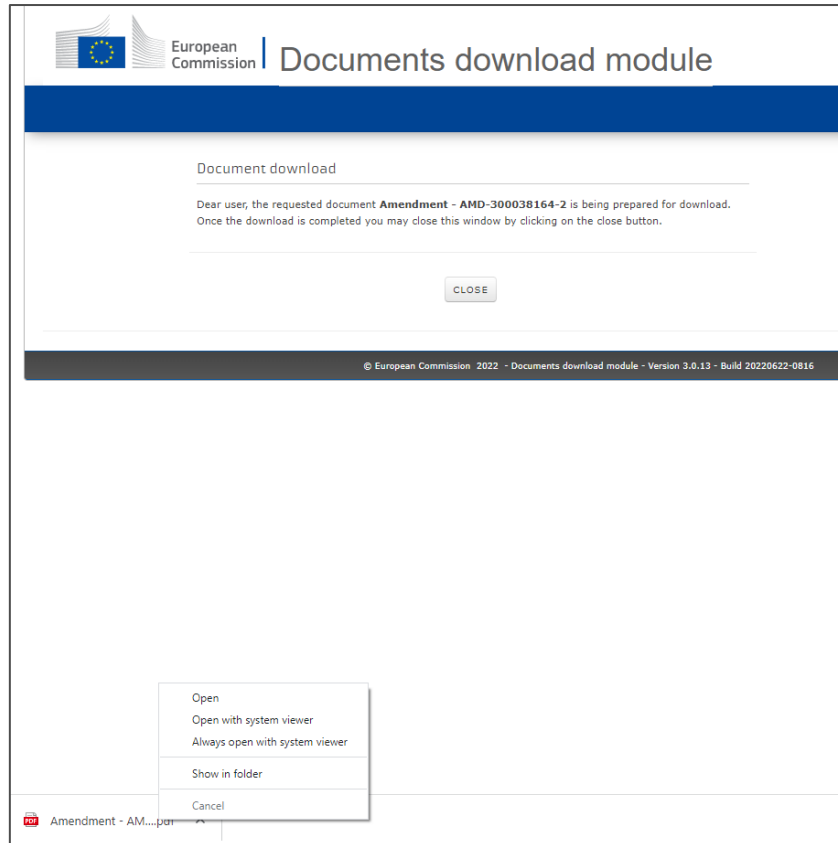 European
Commission
Documents download module
Document download
Dear user, the requested document Amendment - AMD-300038164-2 is being prepared for download.
Once the download is completed you may close this window by clicking on the close button.
CLOSE
© European Commission 2022 - Documents download module - Version 3.0.13 - Build 20220622-0816
Open
Open with system viewer
Always open with system viewer
Show in folder
Cancel
PDF
Amendment - AM....pdf